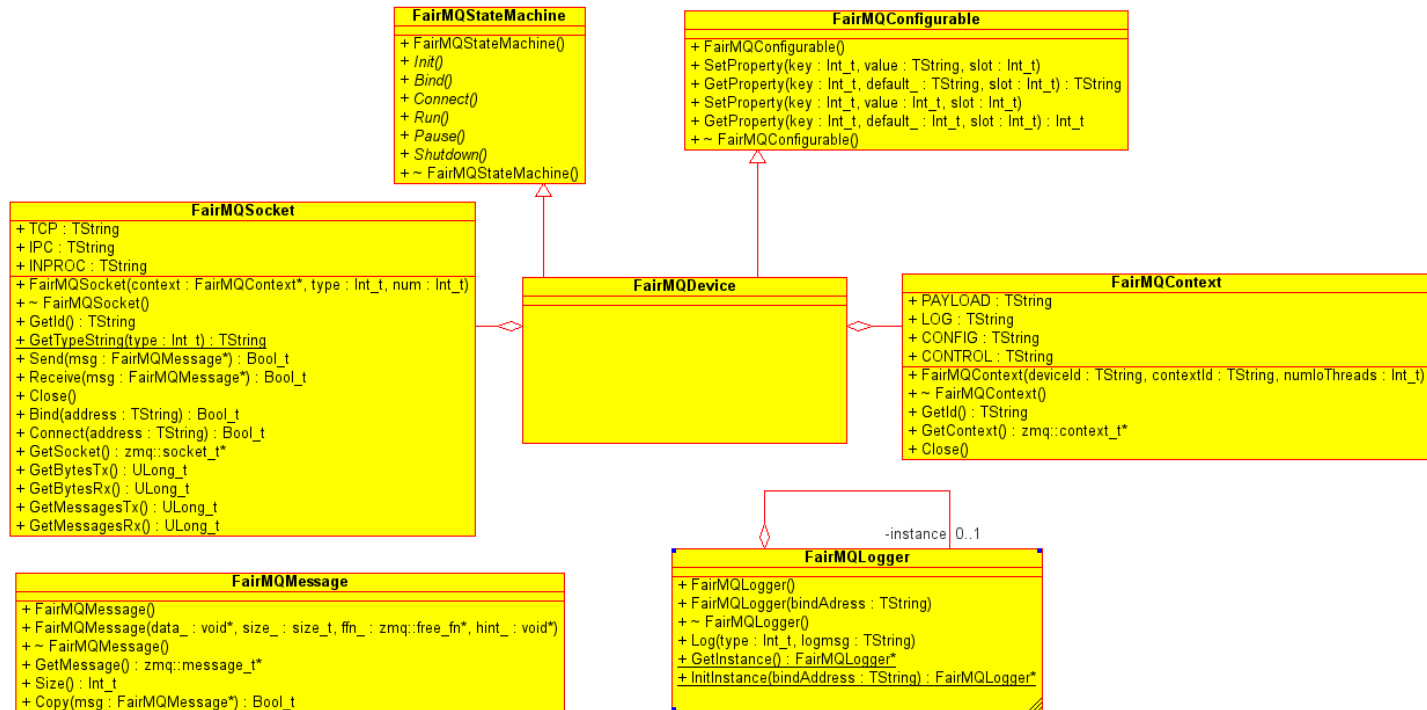 FairMQStateMachine
+ FairMQStateMachine()
+ Init()
+ Bind()
+ Connect()
+ Run()
+ Pause()
+ Shutdown()
+ ~ FairMQStateMachine()
FairMQConfigurable
+ FairMQConfigurable()
+ SetProperty(key : Int_t, value : TString, slot : Int_t)
+ GetProperty(key : Int_t, default_ : TString, slot : Int_t) : TString
+ SetProperty(key : Int_t, value : Int_t, slot : Int_t)
+ GetProperty(key : Int_t, default_ : Int_t, slot : Int_t) : Int_t
+ ~ FairMQConfigurable()
FairMQSocket
+ TCP : TString
+ IPC : TString
+ INPROC : TString
+ FairMQSocket(context : FairMQContext*, type : Int_t, num : Int_t)
+ ~ FairMQSocket()
+ GetId() : TString
+ GetTypeString(type : Int_t) : TString
+ Send(msg : FairMQMessage*) : Bool_t
+ Receive(msg : FairMQMessage*) : Bool_t
+ Close()
+ Bind(address : TString) : Bool_t
+ Connect(address : TString) : Bool_t
+ GetSocket() : zmq::socket_t*
+ GetBytesTx() : ULong_t
+ GetBytesRx() : ULong_t
+ GetMessagesTx() : ULong_t
+ GetMessagesRx() : ULong_t
FairMQDevice
FairMQContext
+ PAYLOAD : TString
+ LOG : TString
+ CONFIG : TString
+ CONTROL : TString
+ FairMQContext(deviceId : TString, contextId : TString, numIoThreads : Int_t)
+ ~ FairMQContext()
+ GetId() : TString
+ GetContext() : zmq::context_t*
+ Close()
-instance 0..1
FairMQMessage
+ FairMQMessage()
+ FairMQMessage(data_ : void*, size_ : size_t, ffn_ : zmq::free_fn*, hint_ : void*)
+ ~ FairMQMessage()
+ GetMessage() : zmq::message_t*
+ Size() : Int_t
+ Copy(msg : FairMQMessage*) : Bool_t
FairMQLogger
+ FairMQLogger()
+ FairMQLogger(bindAdress : TString)
+ ~ FairMQLogger()
+ Log(type : Int_t, logmsg : TString)
+ GetInstance() : FairMQLogger*
+ InitInstance(bindAddress : TString) : FairMQLogger*